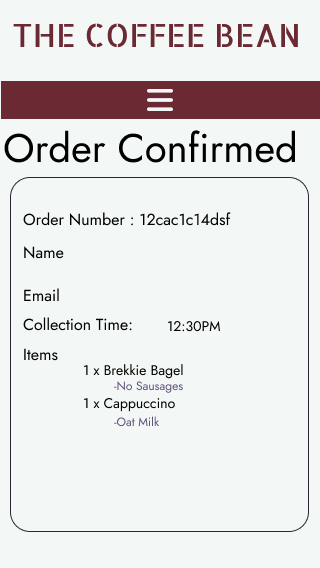 THE COFFEE BEAN
Order Confirmed
Order Number : 12cac1c14dsf
Name
Email
Collection Time: 12:30PM
Items
1 x Brekkie Bagel
-No Sausages
1 x Cappuccino
-Oat Milk